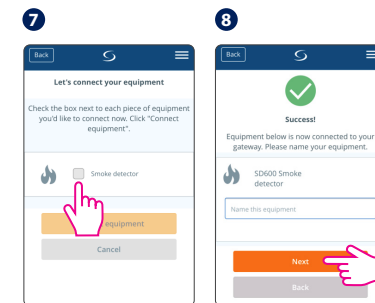 7
Back
Let's connect your equipment
Check the box next to each piece of equipment
you'd like to connect now. Click "Connect
equipment".
Smoke detector
equipment
Cancel
8
Back
Success!
Equipment below is now connected to your
gateway. Please name your equipment.
SD600 Smoke
detector
Name this equipment
Next
Back